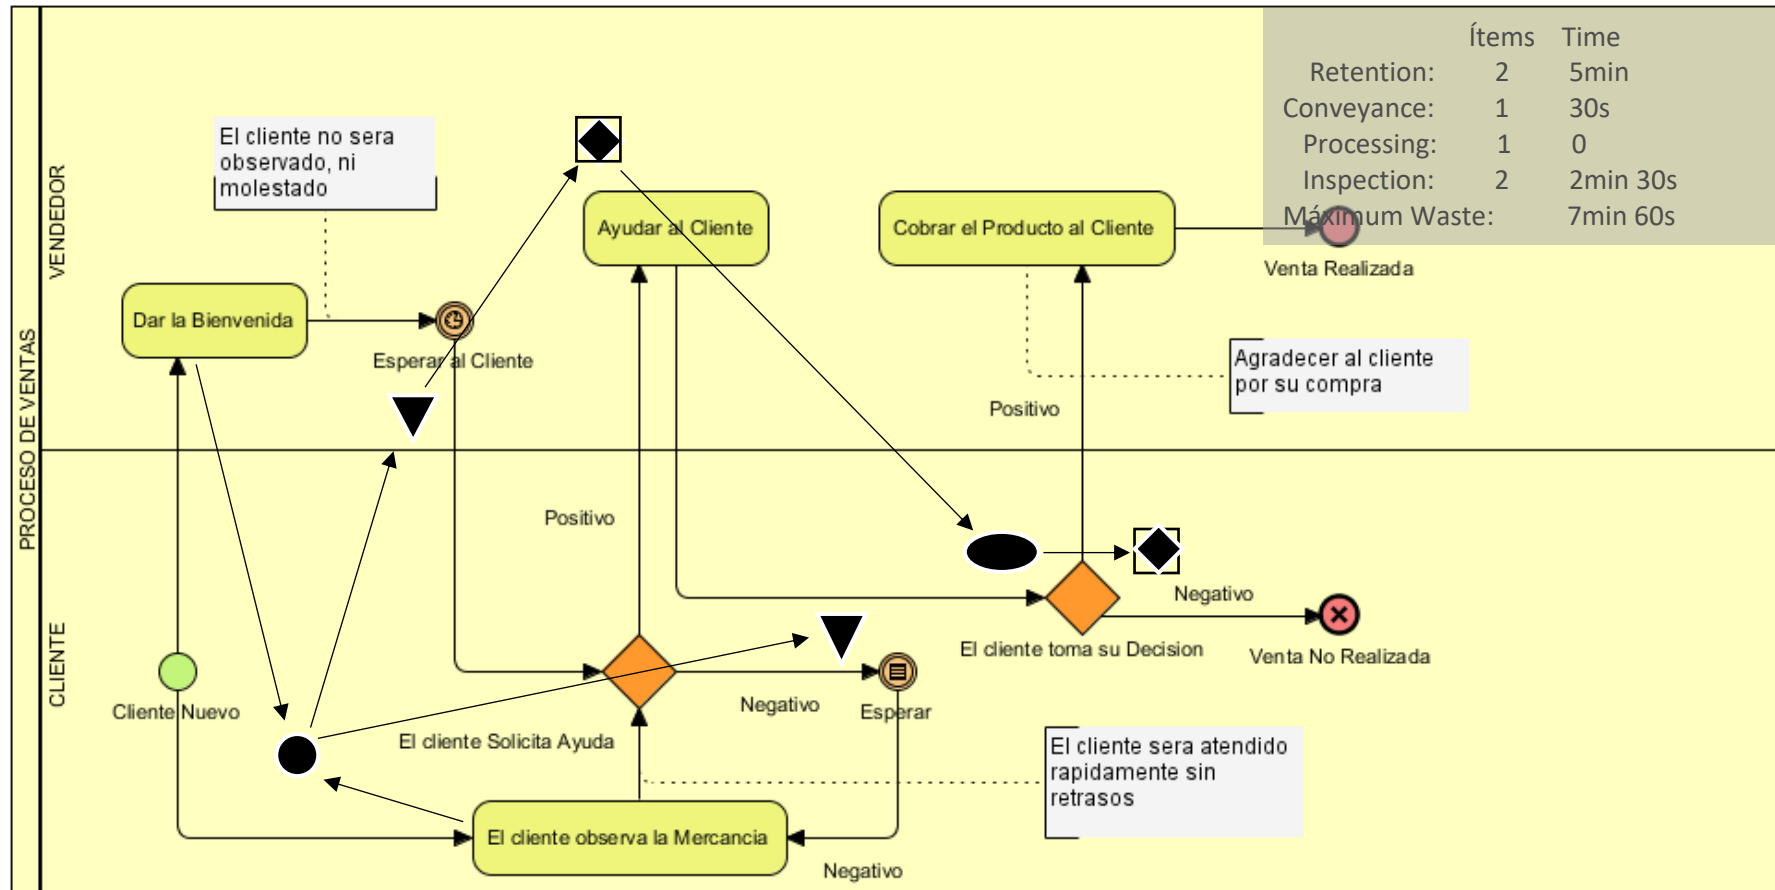 PROCESO DE VENTAS
VENDEDOR
CLIENTE
Ítems Time
Retention: 2 5min
Conveyance: 1 30s
Processing: 1 0
Inspection: 2 2min 30s
Máximum Waste: 7min 60s
El cliente no sera
observado, ni
molestado
Ayudar al Cliente
Cobrar el Producto al Cliente
Venta Realizada
Dar la Bienvenida
Esperar al Cliente
Agradecer al cliente
por su compra
Positivo
Positivo
Negativo
El cliente toma su Decision
Venta No Realizada
Cliente Nuevo
Negativo
Esperar
El cliente Solicita Ayuda
El cliente sera atendido
rapidamente sin
retrasos
El cliente observa la Mercancia
Negativo